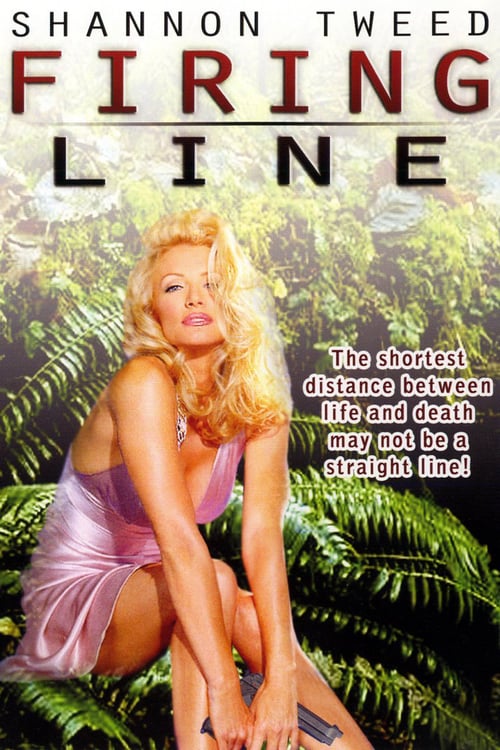 SHANNON TWEED
FIRING
LINE
The shortest
distance between
life and death
may not be a
straight line!